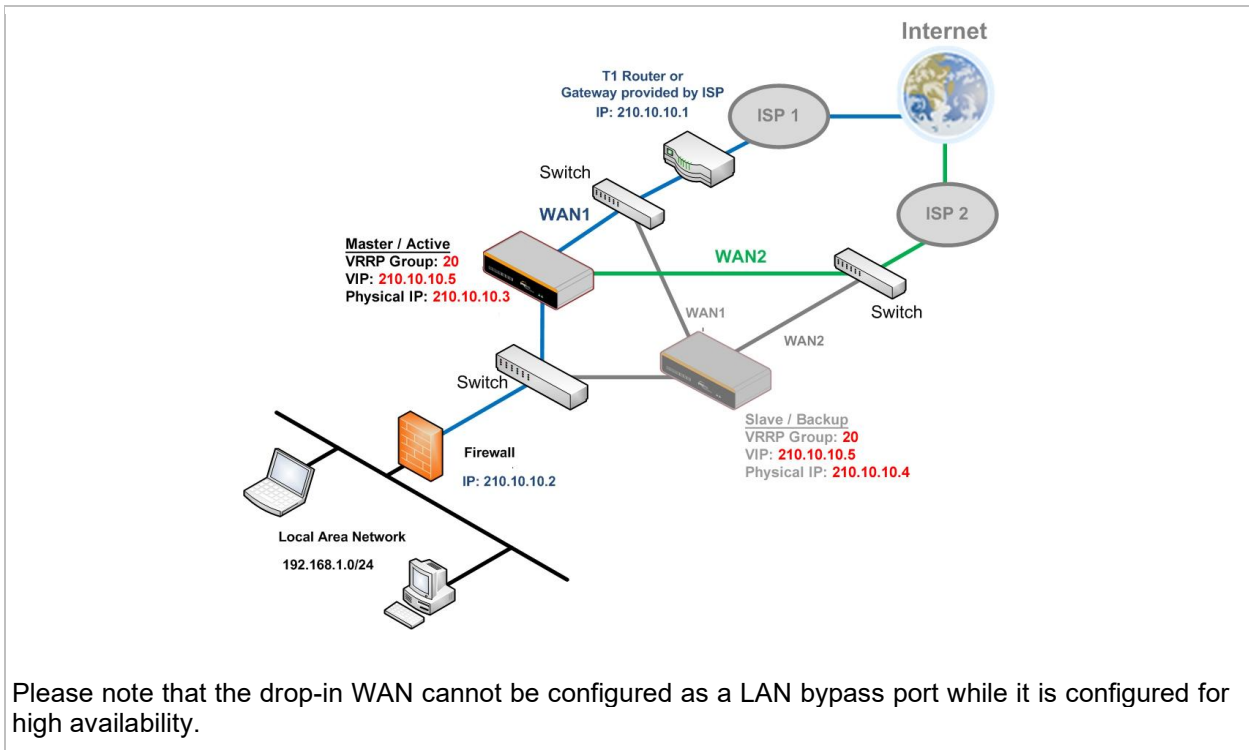 Internet
T1 Router or
Gateway provided by ISP
IP: 210.10.10.1
ISP 1
Switch
WAN1
ISP 2
Master / Active
VRRP Group: 20
VIP: 210.10.10.5
Physical IP: 210.10.10.3
WAN2
Switch
WAN1
WAN2
Switch
Slave / Backup
VRRP Group: 20
VIP: 210.10.10.5
Physical IP: 210.10.10.4
Firewall
IP: 210.10.10.2
Local Area Network
192.168.1.0/24
Please note that the drop-in WAN cannot be configured as a LAN bypass port while it is configured for
high availability.